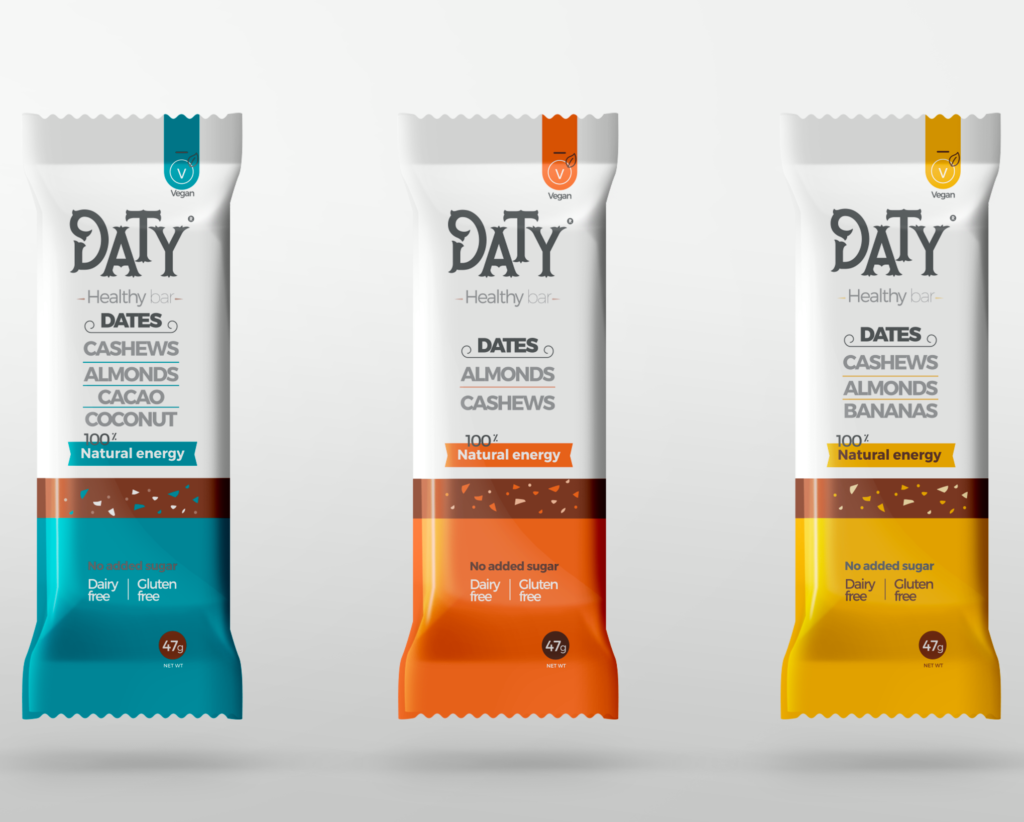 V
Vegan
DATY®
Healthy bar
DATES
CASHEWS
ALMONDS
CACAO
COCONUT
100%
Natural energy
No added sugar
Dairy free
Gluten free
47g
NET WT
V
Vegan
DATY®
Healthy bar
DATES
ALMONDS
CASHEWS
100%
Natural energy
No added sugar
Dairy free
Gluten free
47g
NET WT
V
Vegan
DATY®
Healthy bar
DATES
CASHEWS
ALMONDS
BANANAS
100%
Natural energy
No added sugar
Dairy free
Gluten free
47g
NET WT